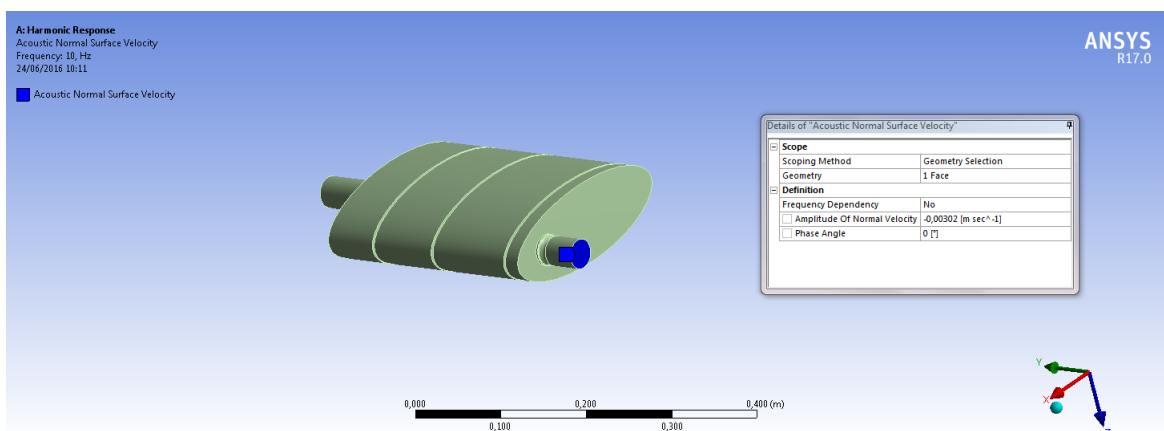 A: Harmonic Response
Acoustic Normal Surface Velocity
Frequency: 10, Hz
24/06/2016 10:11
Acoustic Normal Surface Velocity
ANSYS
R17.0
Details of "Acoustic Normal Surface Velocity"
Scope
Scoping Method Geometry Selection
Geometry 1 Face
Definition
Frequency Dependency No
Amplitude Of Normal Velocity -0,00302 [m sec^-1]
Phase Angle 0 [°]
0,000 0,200 0,400 (m)
0,100 0,300
Y
X
Z